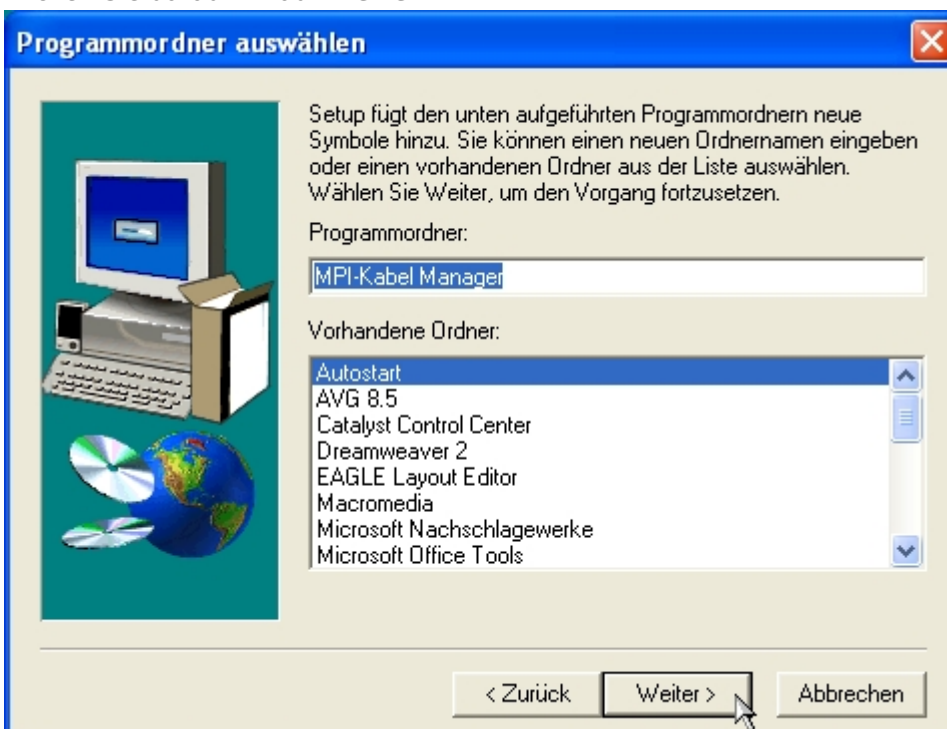 Programmordner auswählen
Setup fügt den unten aufgeführten Programmordnern neue
Symbole hinzu. Sie können einen neuen Ordnernamen eingeben
oder einen vorhandenen Ordner aus der Liste auswählen.
Wählen Sie Weiter, um den Vorgang fortzusetzen.
Programmordner:
MPI-Kabel Manager
Vorhandene Ordner:
Autostart
AVG 8.5
Catalyst Control Center
Dreamweaver 2
EAGLE Layout Editor
Macromedia
Microsoft Nachschlagewerke
Microsoft Office Tools
< Zurück
Weiter >
Abbrechen